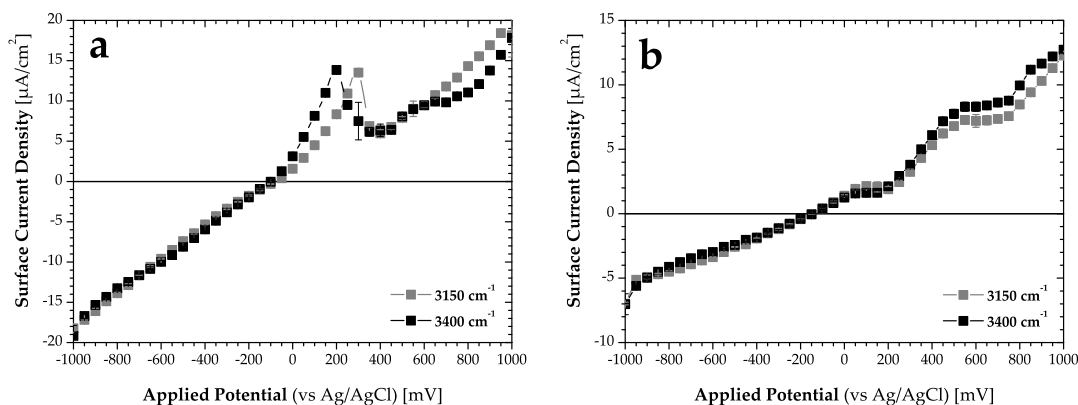 a
Surface Current Density [µA/cm²]
20
15
10
5
0
-5
-10
-15
-20
3150 cm⁻¹
3400 cm⁻¹
-1000 -800 -600 -400 -200 0 200 400 600 800 1000
Applied Potential (vs Ag/AgCl) [mV]
b
Surface Current Density [µA/cm²]
15
10
5
0
-5
-10
3150 cm⁻¹
3400 cm⁻¹
-1000 -800 -600 -400 -200 0 200 400 600 800 1000
Applied Potential (vs Ag/AgCl) [mV]